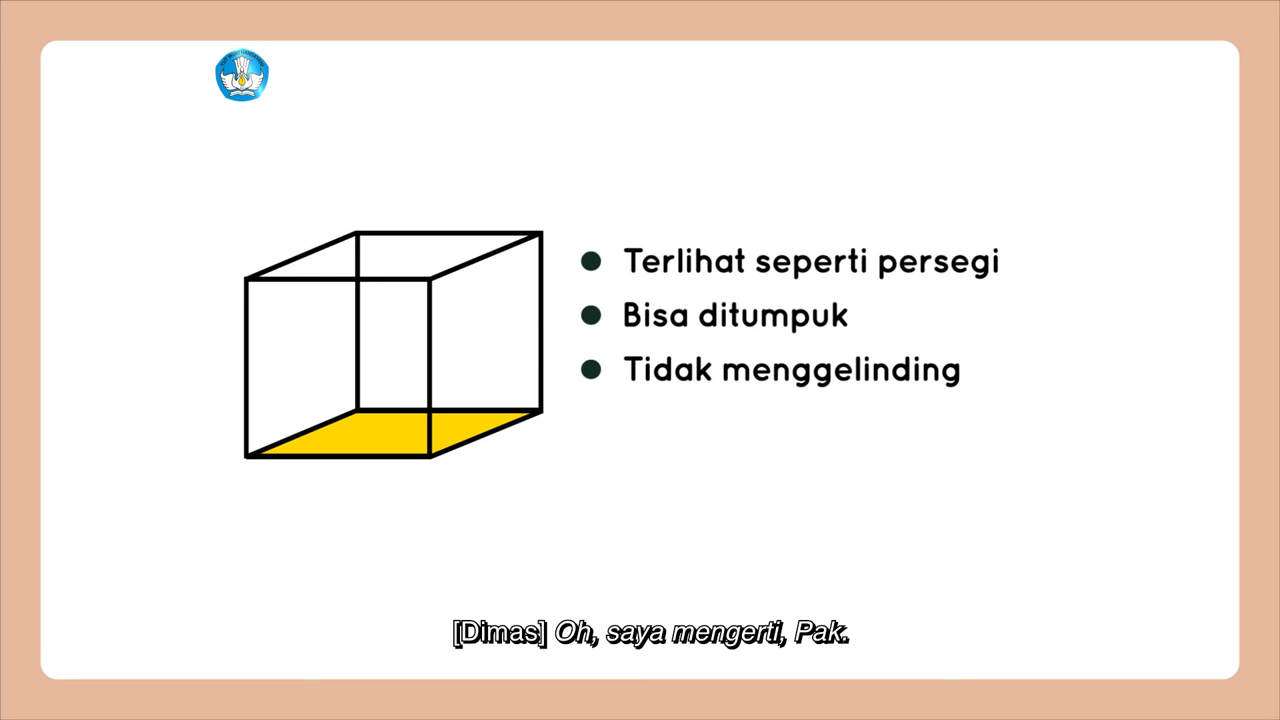 Terlihat seperti persegi
Bisa ditumpuk
Tidak menggelinding
[Dimas] Oh, saya mengerti, Pak.